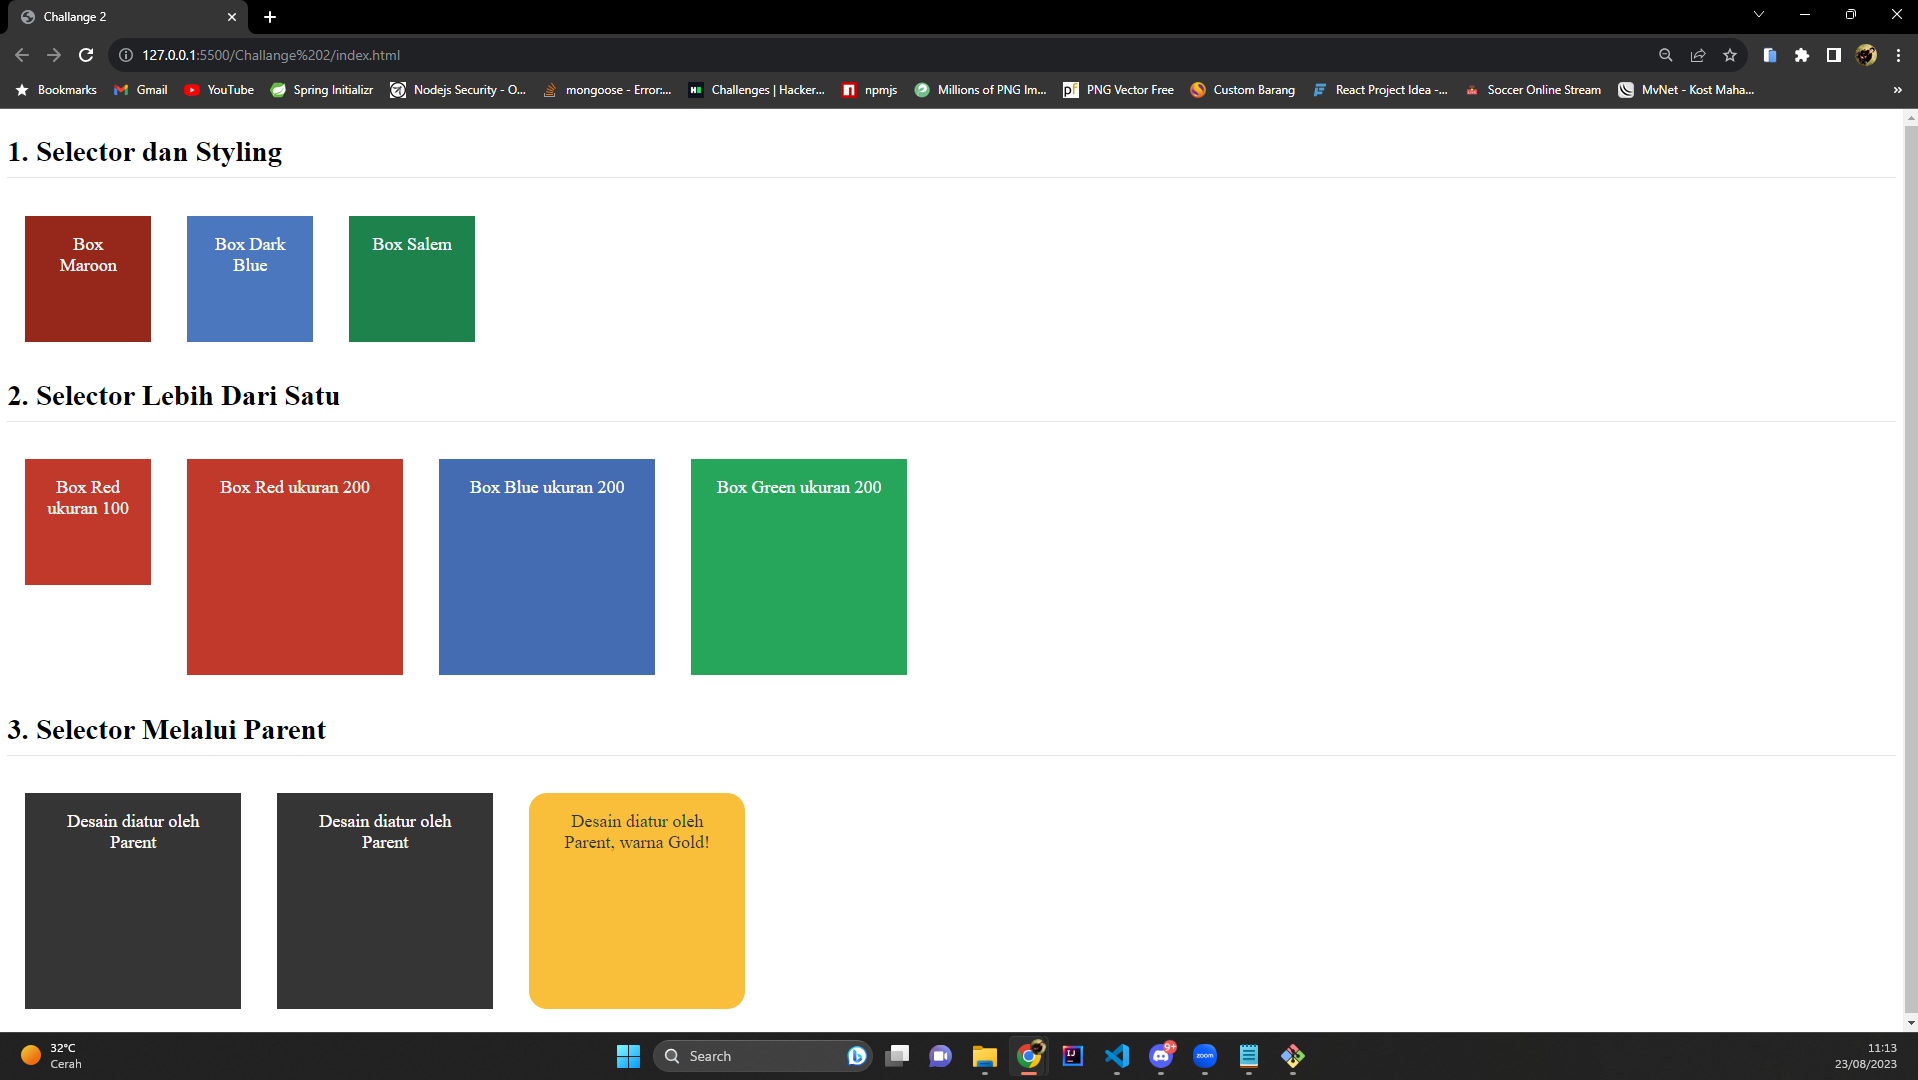 Challange 2
127.0.0.1:5500/Challange%202/index.html
Bookmarks Gmail YouTube Spring Initializr Nodejs Security - O... mongoose - Error:... Challenges | Hacker... npmjs Millions of PNG Im... PNG Vector Free Custom Barang React Project Idea -... Soccer Online Stream MvNet - Kost Maha... »
1. Selector dan Styling
Box
Maroon
Box Dark
Blue
Box Salem
2. Selector Lebih Dari Satu
Box Red
ukuran 100
Box Red ukuran 200
Box Blue ukuran 200
Box Green ukuran 200
3. Selector Melalui Parent
Desain diatur oleh
Parent
Desain diatur oleh
Parent
Desain diatur oleh
Parent, warna Gold!
32°C
Cerah
Search
9+
zoom
11:13
23/08/2023